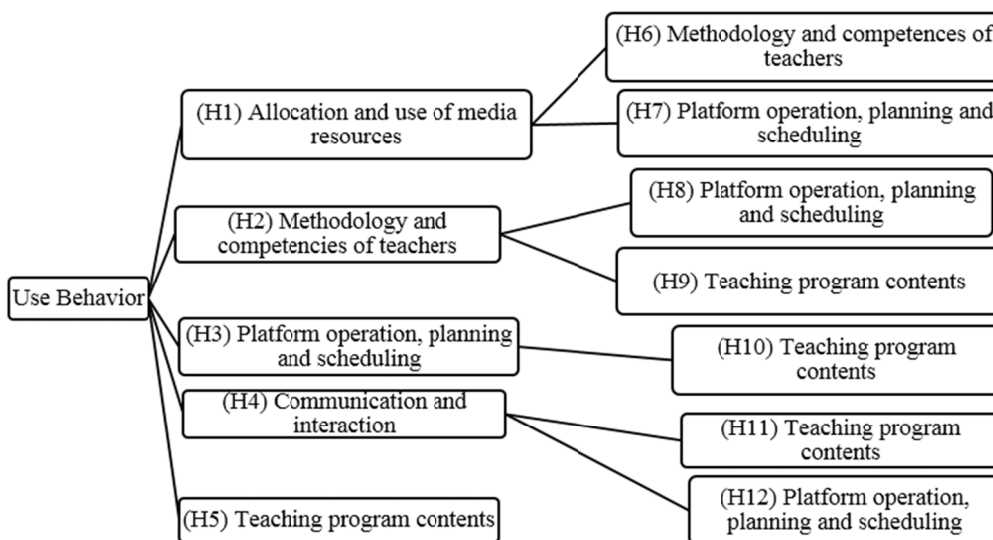 (H6) Methodology and competences of
teachers
(H1) Allocation and use of media
resources
(H7) Platform operation, planning and
scheduling
(H8) Platform operation, planning
and scheduling
(H2) Methodology and
competencies of teachers
(H9) Teaching program contents
Use Behavior
(H3) Platform operation, planning
and scheduling
(H10) Teaching program
contents
(H4) Communication and
interaction
(H11) Teaching program
contents
(H5) Teaching program contents
(H12) Platform operation,
planning and scheduling